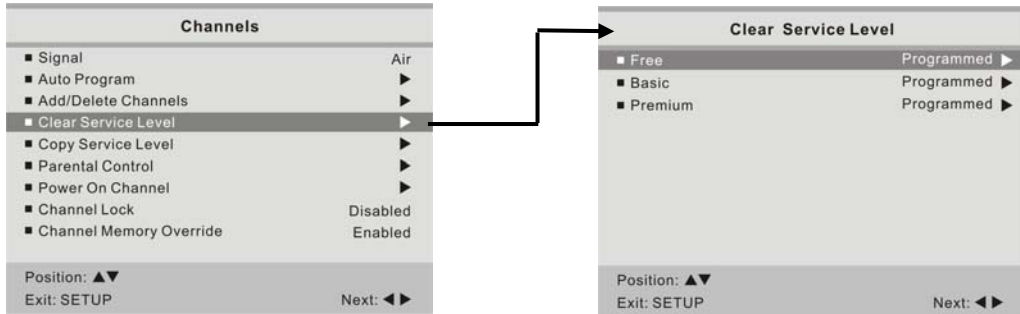 Channels
■ Signal Air
■ Auto Program ▶
■ Add/Delete Channels ▶
■ Clear Service Level ▶
■ Copy Service Level ▶
■ Parental Control ▶
■ Power On Channel ▶
■ Channel Lock Disabled
■ Channel Memory Override Enabled
Position: ▲▼
Exit: SETUP Next: ◀ ▶
Clear Service Level
■ Free Programmed ▶
■ Basic Programmed ▶
■ Premium Programmed ▶
Position: ▲▼
Exit: SETUP Next: ◀ ▶